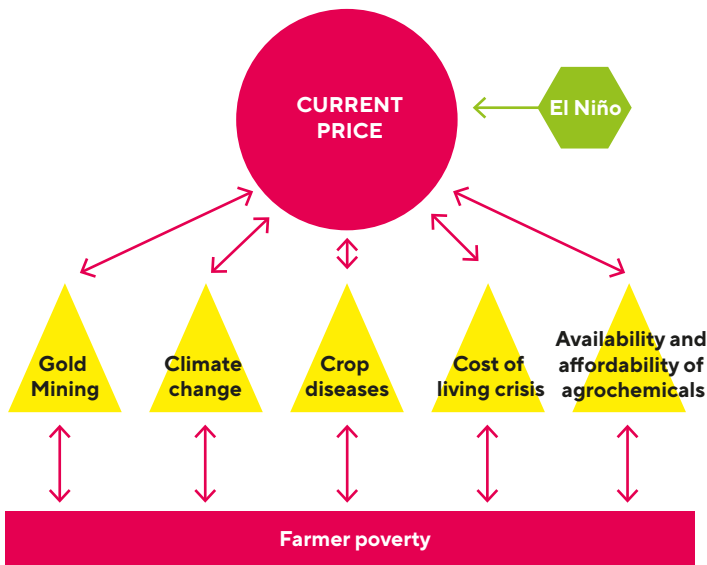 CURRENT
PRICE
El Niño
Gold
Mining
Climate
change
Crop
diseases
Cost of
living crisis
Availability and
affordability of
agrochemicals
Farmer poverty